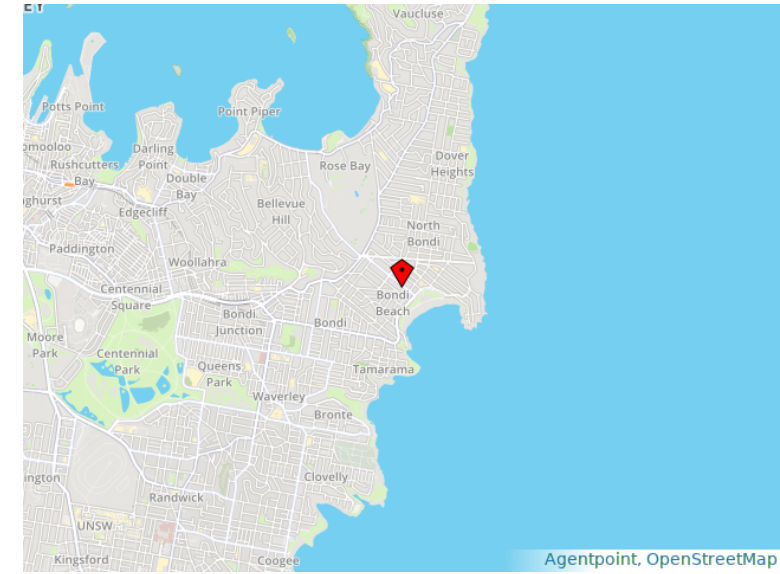 EY
Vaucluse
Potts Point
Point Piper
omooloo
Darling
Point
Rushcutters
Bay
Rose Bay
Dover
Heights
Double
Bay
ghurst
Edgecliff
Bellevue
Hill
North
Bondi
Paddington
Woollahra
Centennial
Square
Bondi
Beach
Bondi
Junction
Bondi
Moore
Park
Centennial
Park
Queens
Park
Tamarama
Waverley
Bronte
ington
Clovelly
Randwick
UNSW
Kingsford
Coogee
Agentpoint, OpenStreetMap